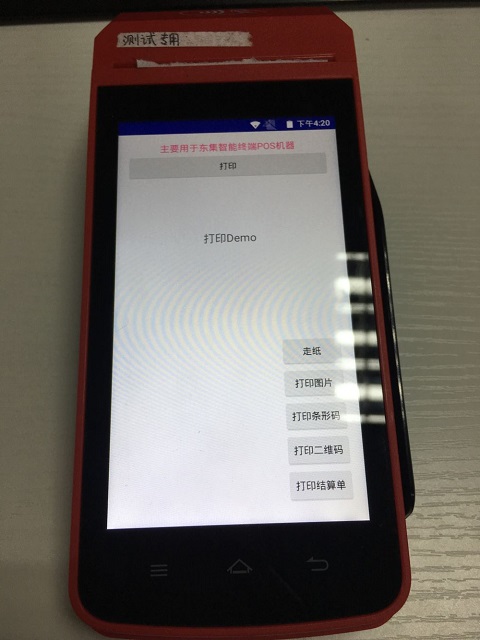 测试专用
下午4:20
主要用于东集智能终端POS机器
打印
打印Demo
走纸
打印图片
打印条形码
打印二维码
打印结算单